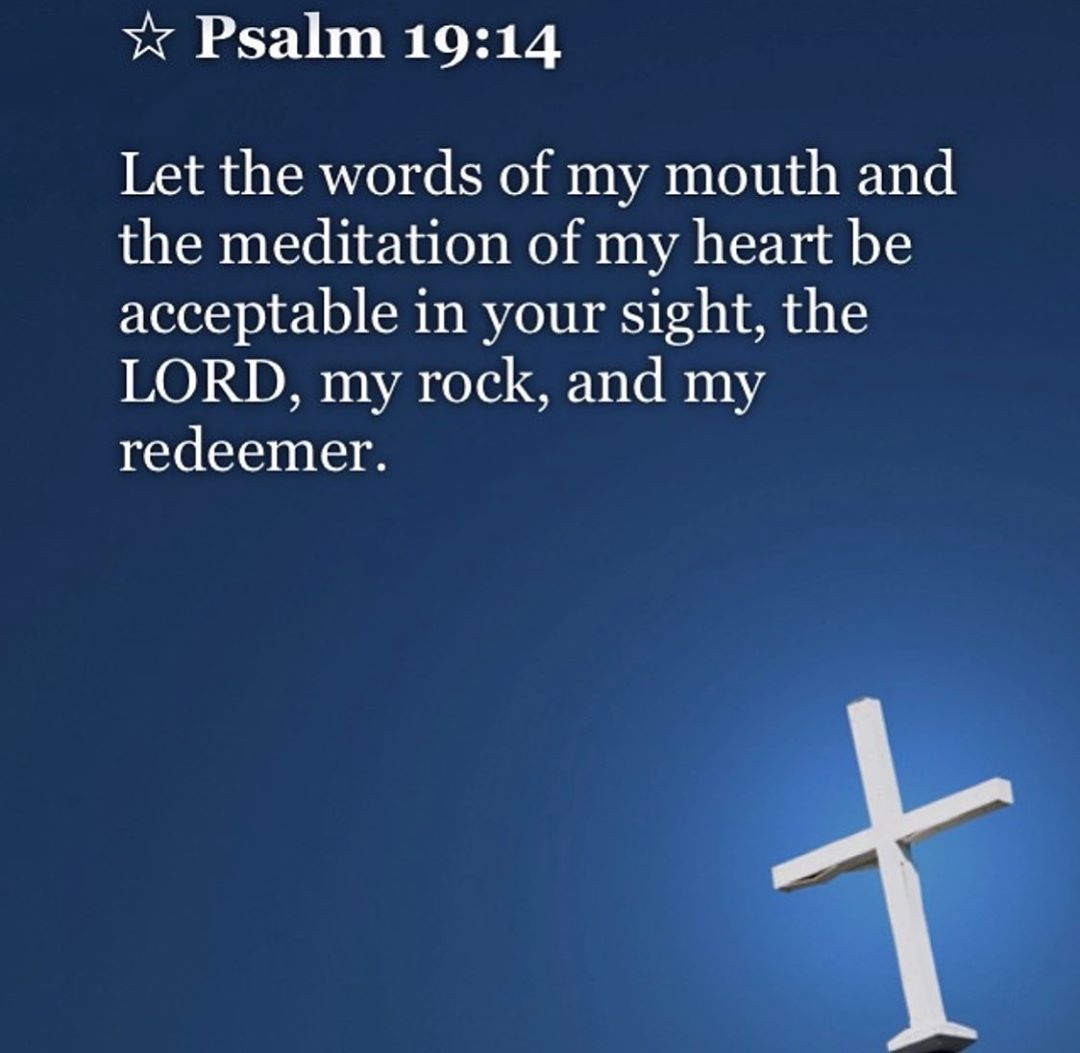 ☆ Psalm 19:14
Let the words of my mouth and
the meditation of my heart be
acceptable in your sight, the
LORD, my rock, and my
redeemer.